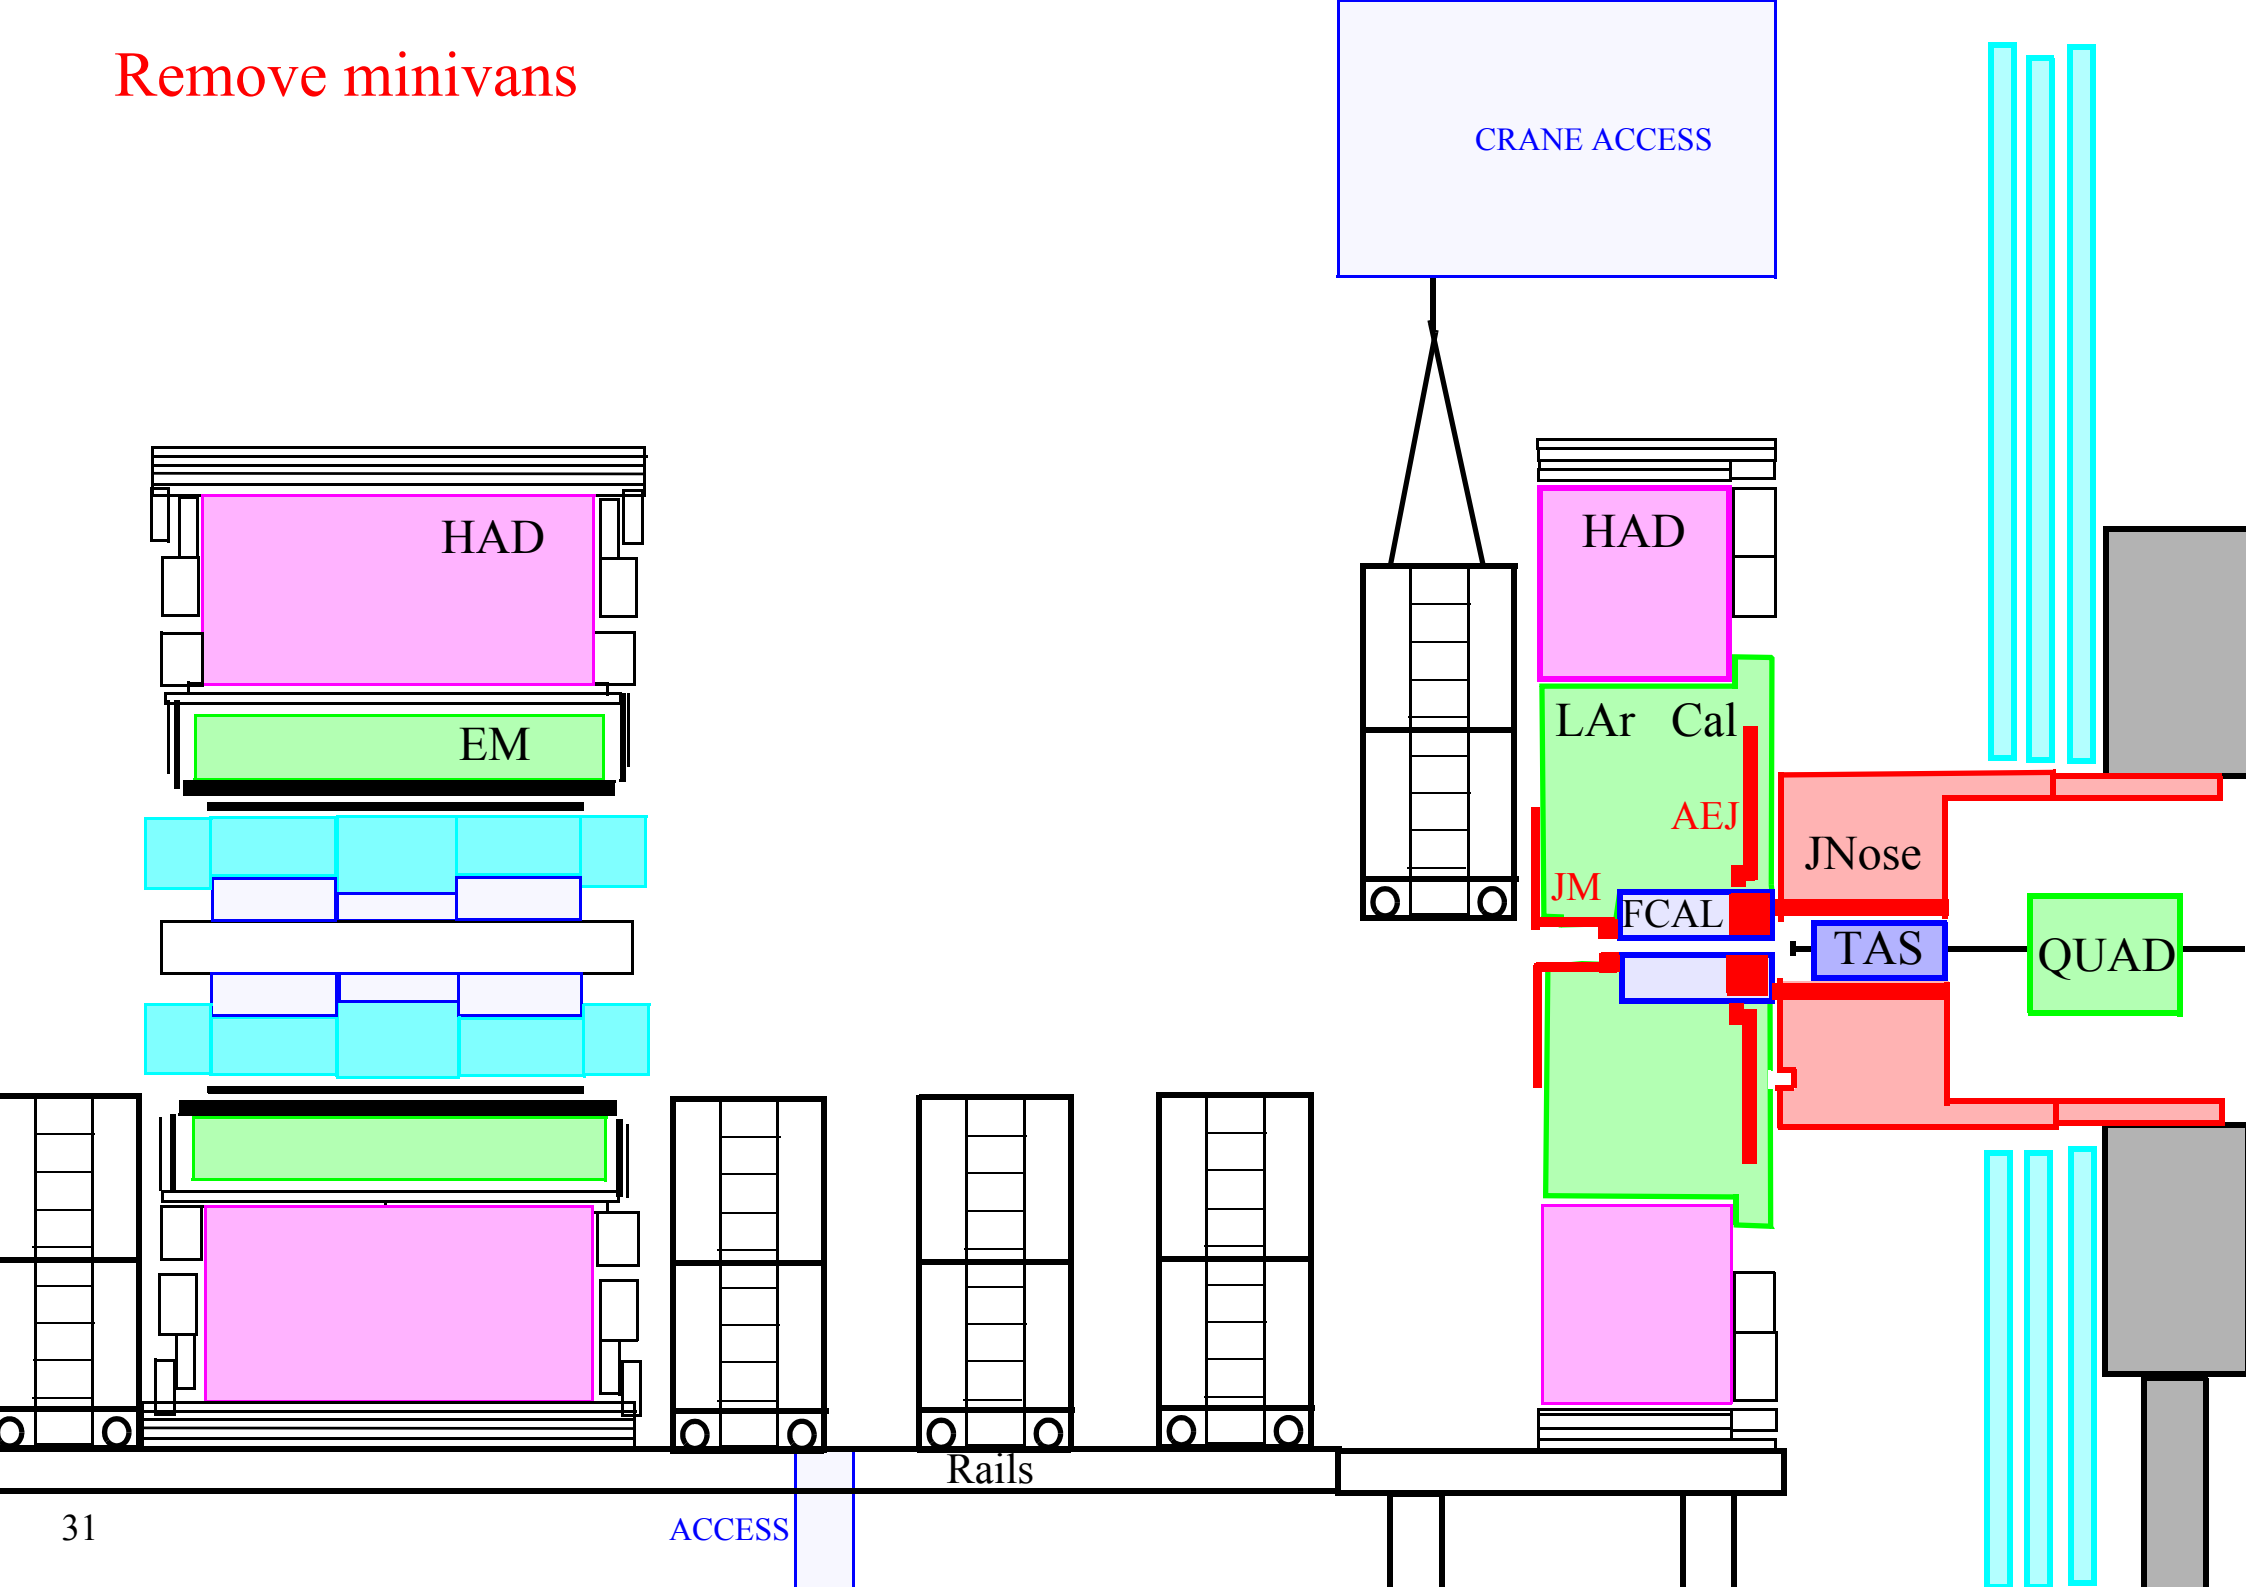 Remove minivans
CRANE ACCESS
HAD
HAD
EM
LAr Cal
AEJ
JM
JNose
FCAL
TAS
QUAD
Rails
ACCESS
31